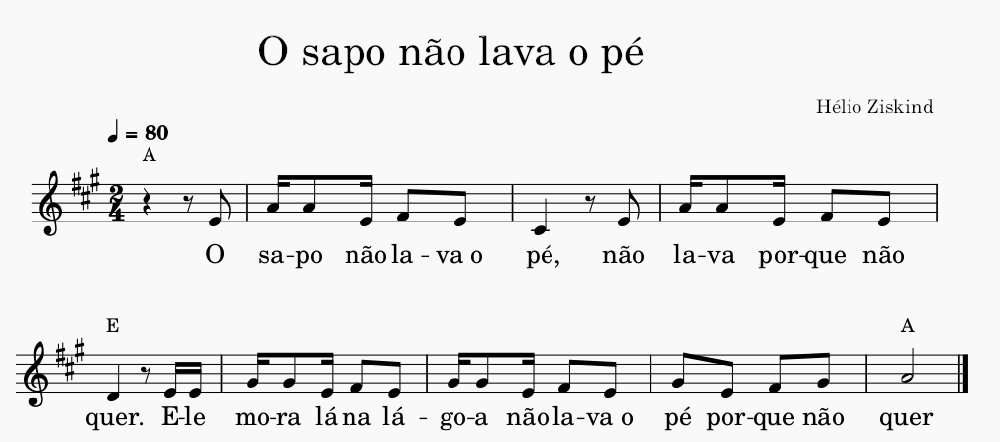 O sapo não lava o pé
Hélio Ziskind
♩ = 80
A
2
4
O sa-po não la-va o pé, não la-va por-que não
E A
quer. E-le mo-ra lá na lá-go-a não la-va o pé por-que não quer